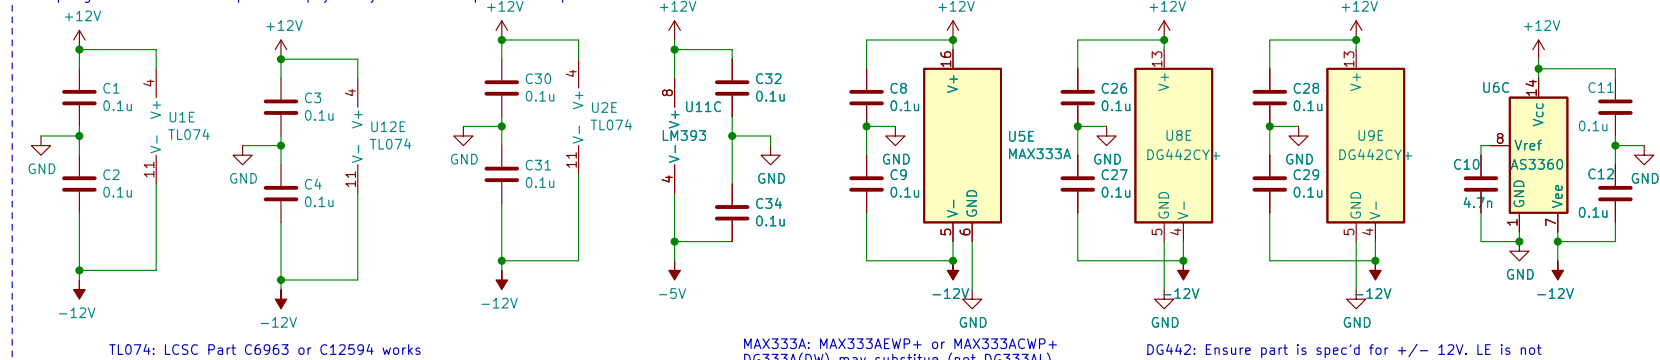 +12V
C1
0.1u
4
V+
V-
11
U1E
TL074
GND
C2
0.1u
-12V
+12V
C3
0.1u
4
V+
V-
11
U12E
TL074
GND
C4
0.1u
-12V
+12V
C30
0.1u
4
V+
V-
11
U2E
TL074
GND
C31
0.1u
-12V
+12V
8
V+
V-
4
U11C
LM393
C32
0.1u
GND
C34
0.1u
-5V
+12V
16
V+
C8
0.1u
GND
C9
0.1u
U5E
MAX333A
V-
GND
5
6
-12V
GND
+12V
13
V+
C26
0.1u
GND
C27
0.1u
U8E
DG442CY+
GND
V-
5
4
-12V
GND
+12V
13
V+
C28
0.1u
GND
C29
0.1u
U9E
DG442CY+
GND
V-
5
4
-12V
GND
+12V
U6C
14
Vcc
C11
0.1u
8
Vref
AS3360
C10
4.7n
GND
Vee
1
7
GND
C12
0.1u
GND
-12V
TL074: LCSC Part C6963 or C12594 works
MAX333A: MAX333AEWP+ or MAX333ACWP+
DG333A(DW) may substitue (not DG333AL)
DG442: Ensure part is spec'd for +/- 12V. LE is not